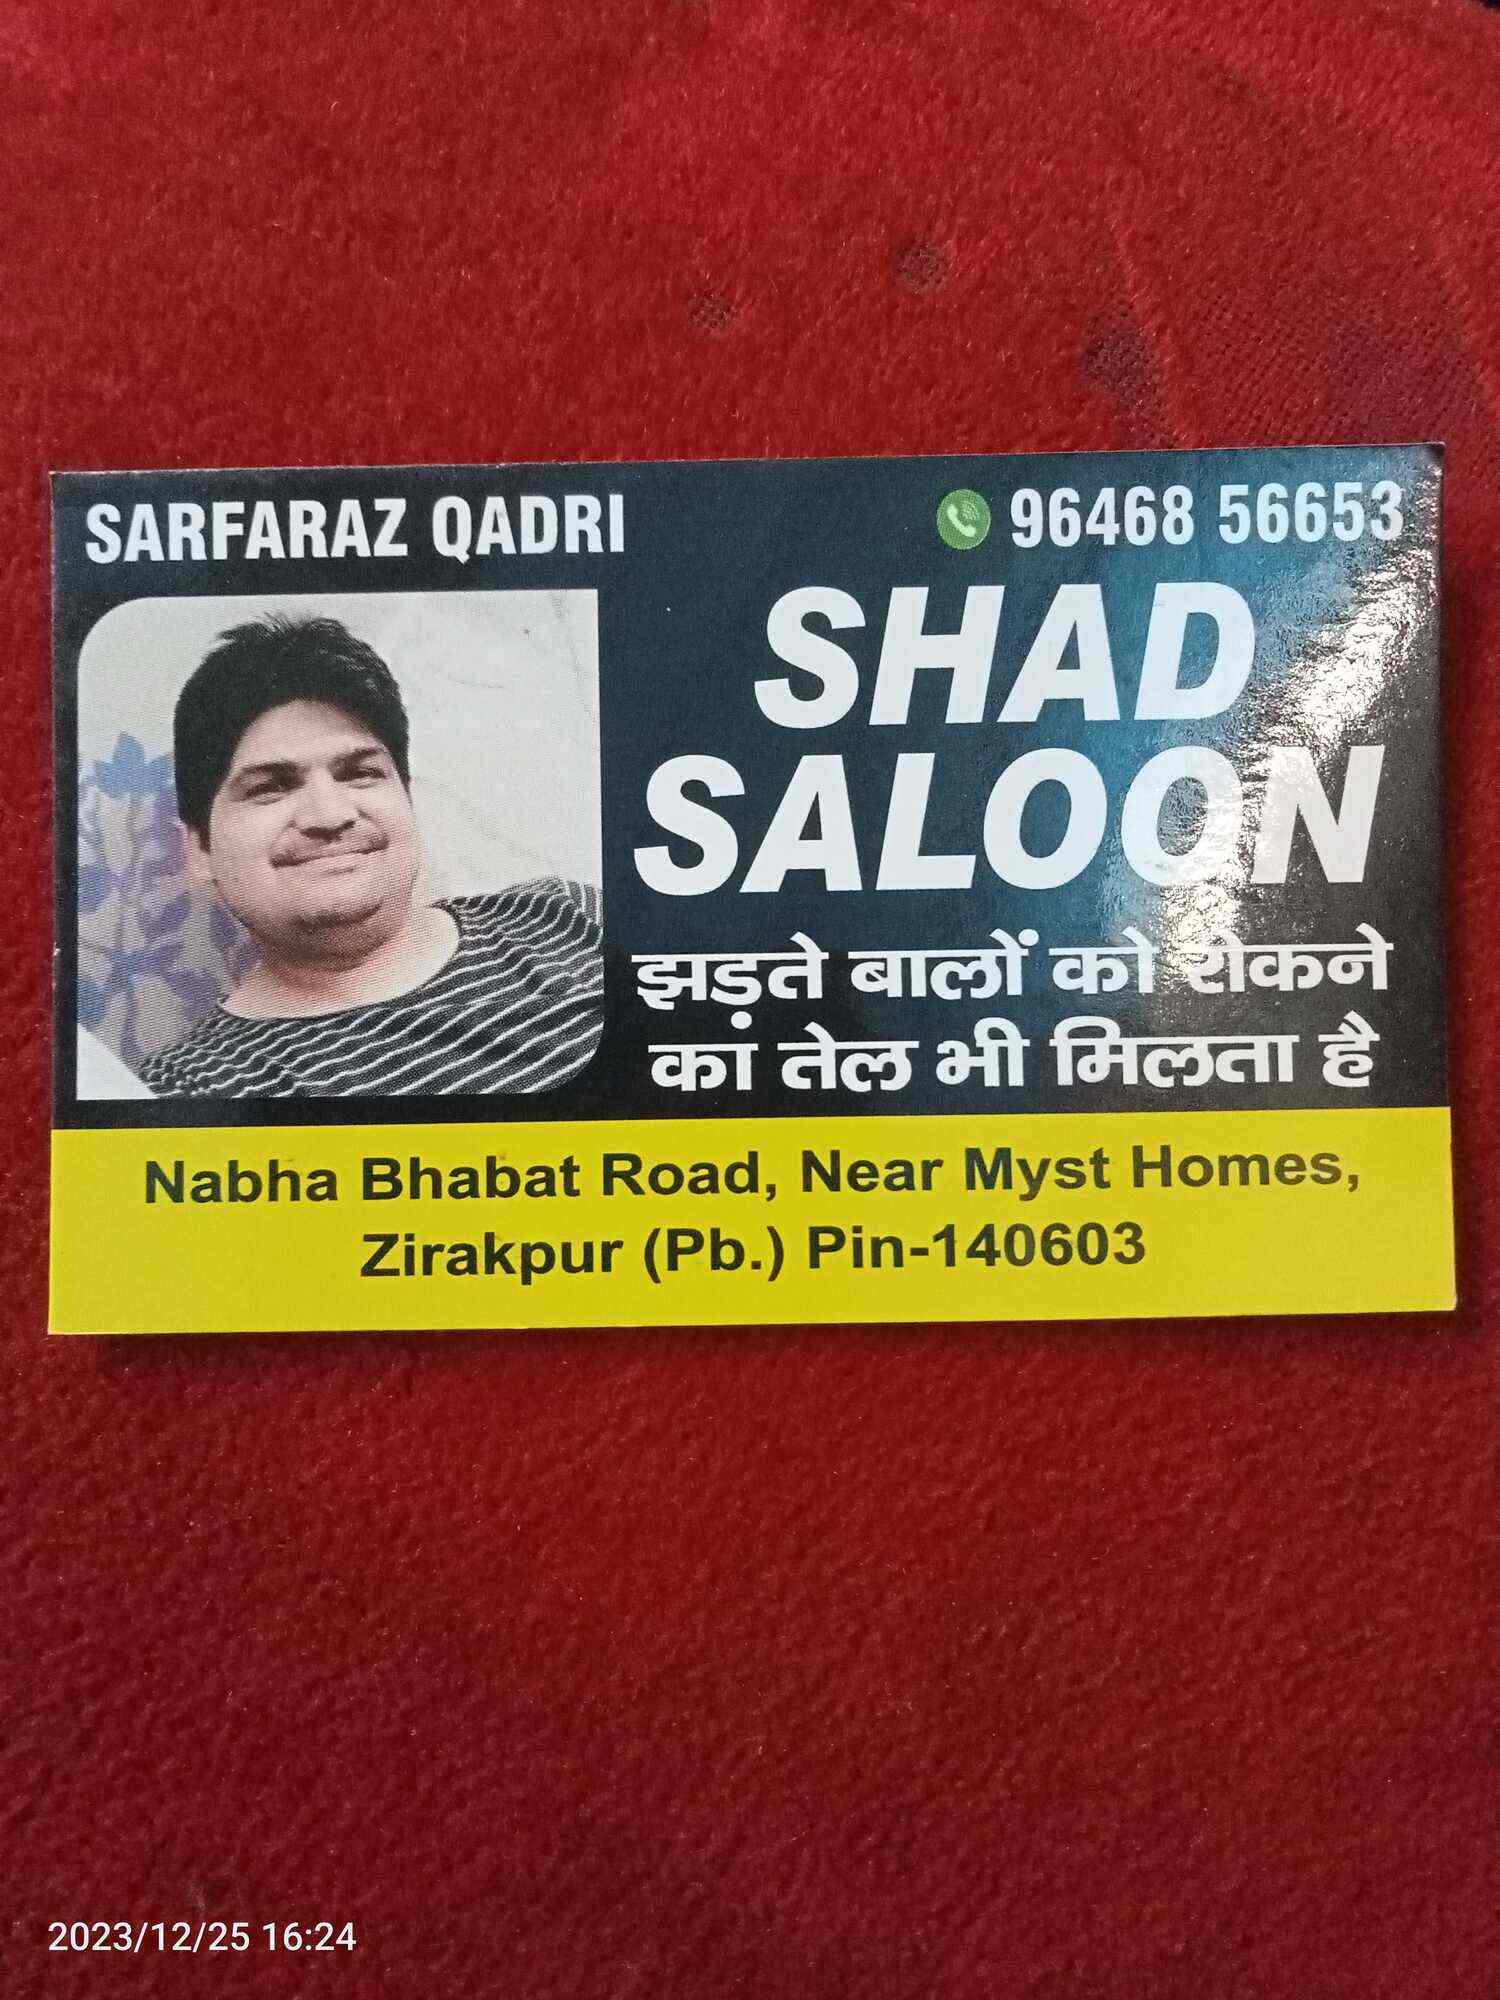 SARFARAZ QADRI
96468 56653
SHAD
SALOON
झड़ते बालों को रोकने
कां तेल भी मिलता है
Nabha Bhabat Road, Near Myst Homes,
Zirakpur (Pb.) Pin-140603
2023/12/25 16:24